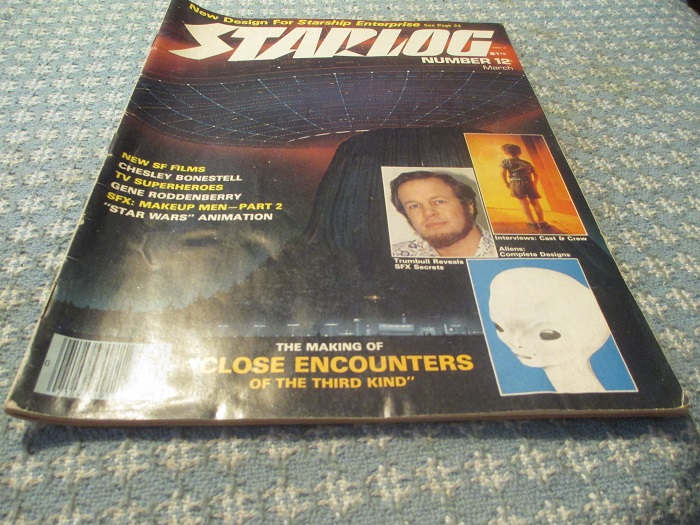 New Design For Starship Enterprise See Page 24
STARLOG
NUMBER 12
March
NEW SF FILMS
CHESLEY BONESTELL
TV SUPERHEROES
GENE RODDENBERRY
SFX: MAKEUP MEN—PART 2
"STAR WARS" ANIMATION
Trumbull Reveals
SFX Secrets
Interviews: Cast & Crew
Aliens:
Complete Designs
THE MAKING OF
"CLOSE ENCOUNTERS
OF THE THIRD KIND"